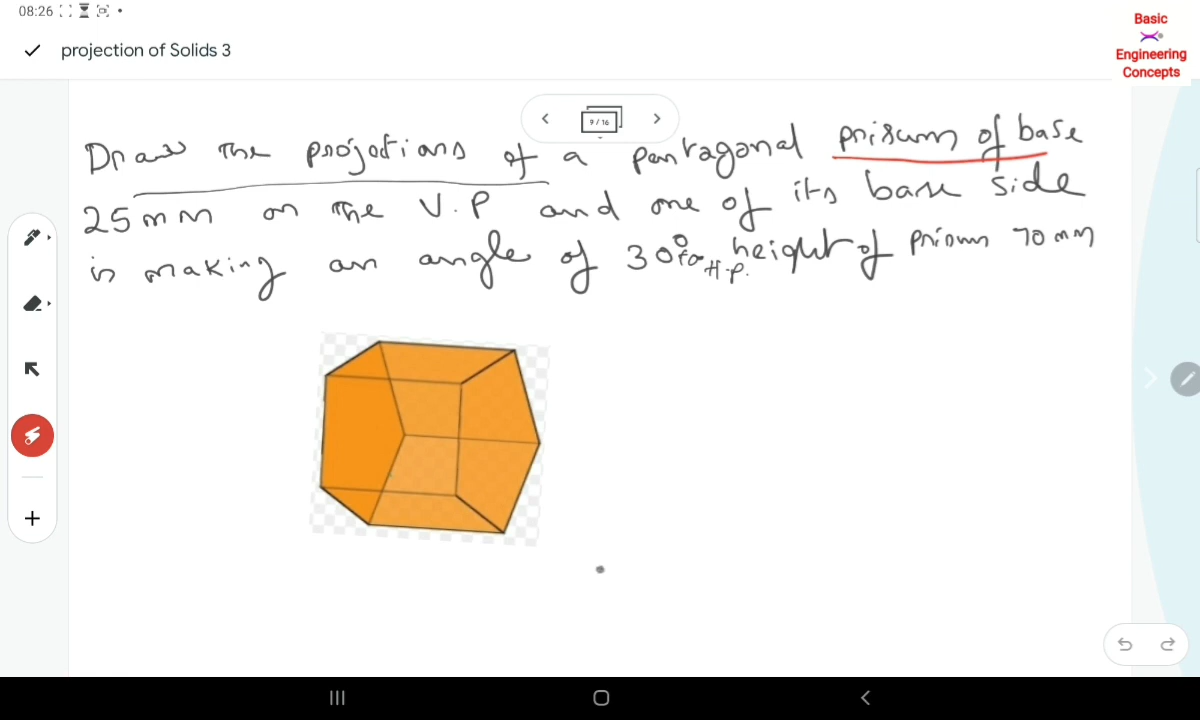 08:26
projection of Solids 3
Basic
Engineering
Concepts
9 / 16
Draw The projections of a pentagonal prism of base
25 mm on The V.P and one of its base side
is making an angle of 30° to H.P. height of prism 70 mm